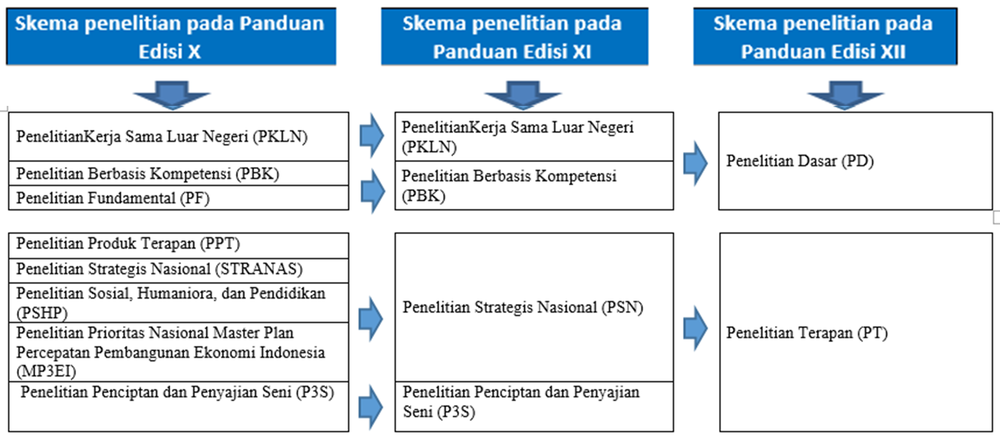 Skema penelitian pada Panduan
Edisi X
Skema penelitian pada
Panduan Edisi XI
Skema penelitian pada
Panduan Edisi XII
PenelitianKerja Sama Luar Negeri (PKLN)
Penelitian Berbasis Kompetensi (PBK)
Penelitian Fundamental (PF)
PenelitianKerja Sama Luar Negeri
(PKLN)
Penelitian Berbasis Kompetensi
(PBK)
Penelitian Dasar (PD)
Penelitian Produk Terapan (PPT)
Penelitian Strategis Nasional (STRANAS)
Penelitian Sosial, Humaniora, dan Pendidikan
(PSHP)
Penelitian Prioritas Nasional Master Plan
Percepatan Pembangunan Ekonomi Indonesia
(MP3EI)
Penelitian Penciptan dan Penyajian Seni (P3S)
Penelitian Strategis Nasional (PSN)
Penelitian Penciptan dan Penyajian
Seni (P3S)
Penelitian Terapan (PT)